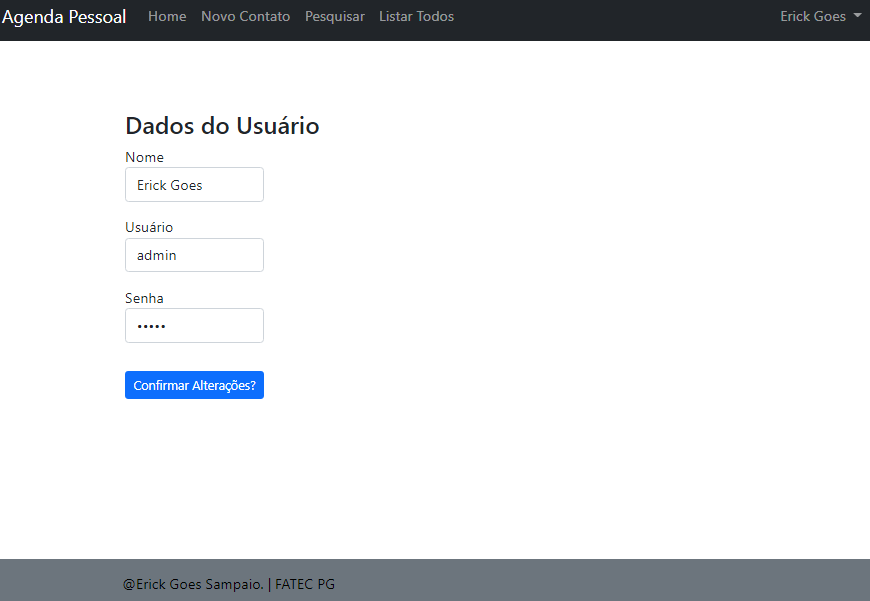 Agenda Pessoal Home Novo Contato Pesquisar Listar Todos Erick Goes
Dados do Usuário
Nome
Erick Goes
Usuário
admin
Senha
•••••
Confirmar Alterações?
@Erick Goes Sampaio. | FATEC PG